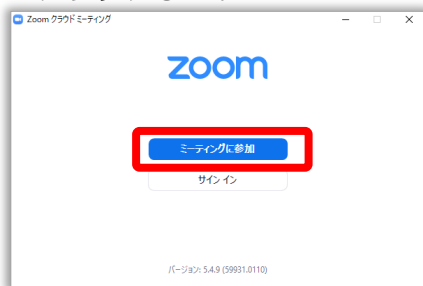 Zoom クラウド ミーティング
zoom
ミーティングに参加
サイン イン
バージョン: 5.4.9 (59931.0110)